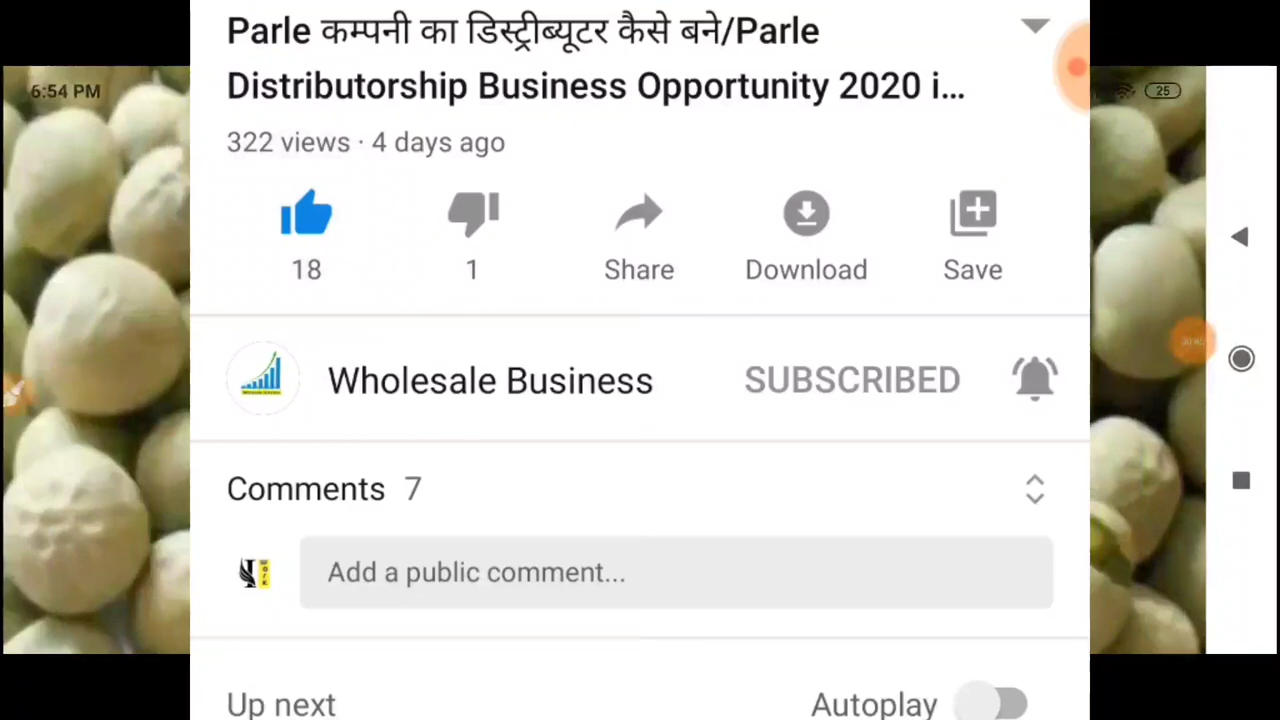 Parle कम्पनी का डिस्ट्रीब्यूटर कैसे बने/Parle
Distributorship Business Opportunity 2020 i...
6:54 PM
25
322 views · 4 days ago
18
1
Share
Download
Save
Wholesale Business
SUBSCRIBED
Comments 7
Add a public comment...
Up next
Autoplay